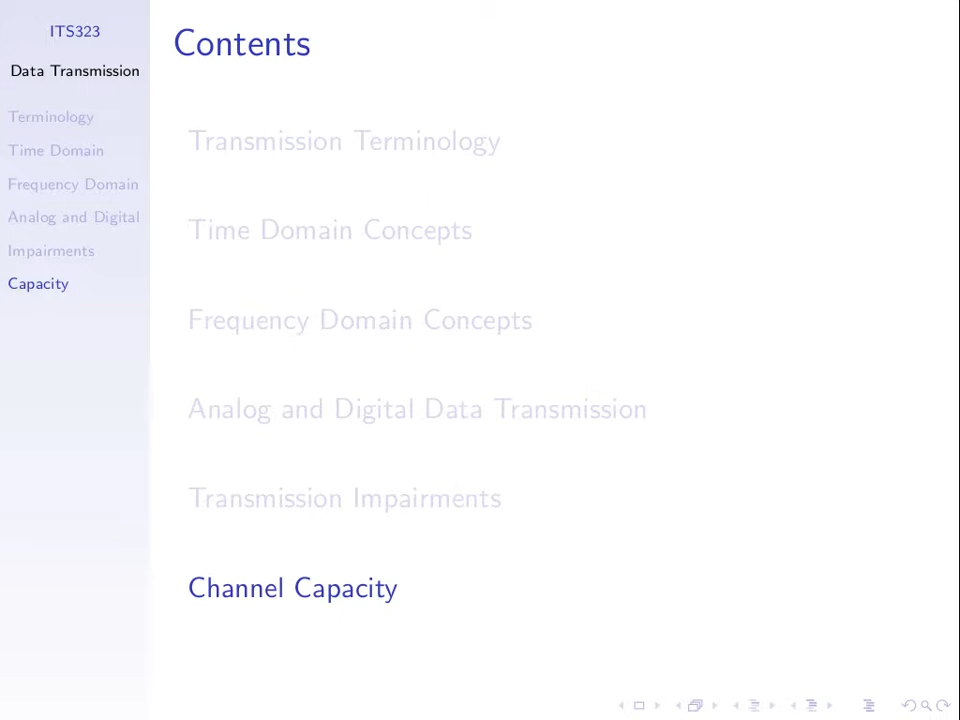 ITS323
Data Transmission
Terminology
Time Domain
Frequency Domain
Analog and Digital
Impairments
Capacity
Contents
Transmission Terminology
Time Domain Concepts
Frequency Domain Concepts
Analog and Digital Data Transmission
Transmission Impairments
Channel Capacity